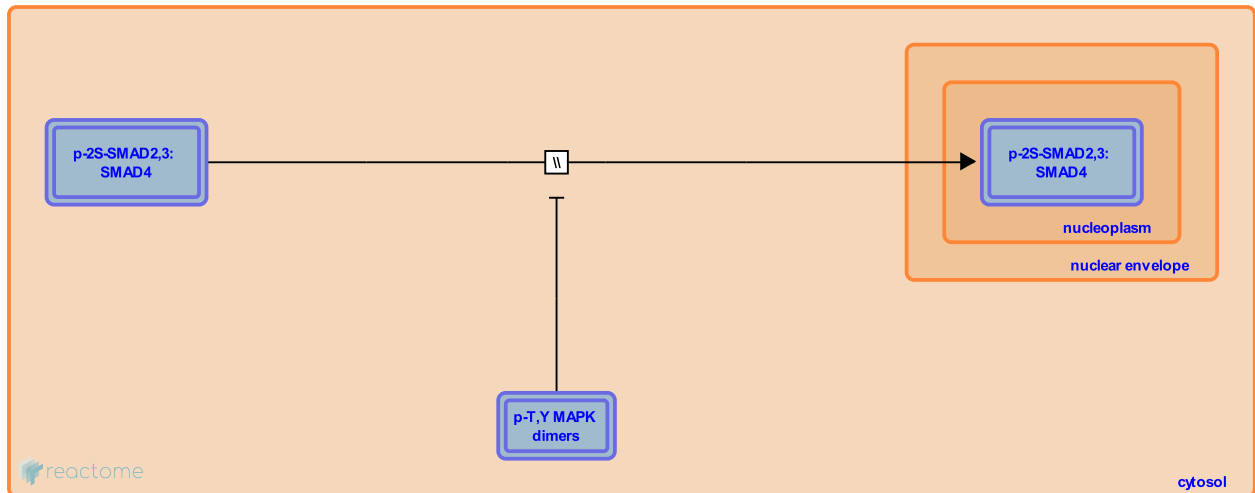 p-2S-SMAD2,3:
SMAD4
\\
p-2S-SMAD2,3:
SMAD4
nucleoplasm
nuclear envelope
p-T,Y MAPK
dimers
reactome
cytosol